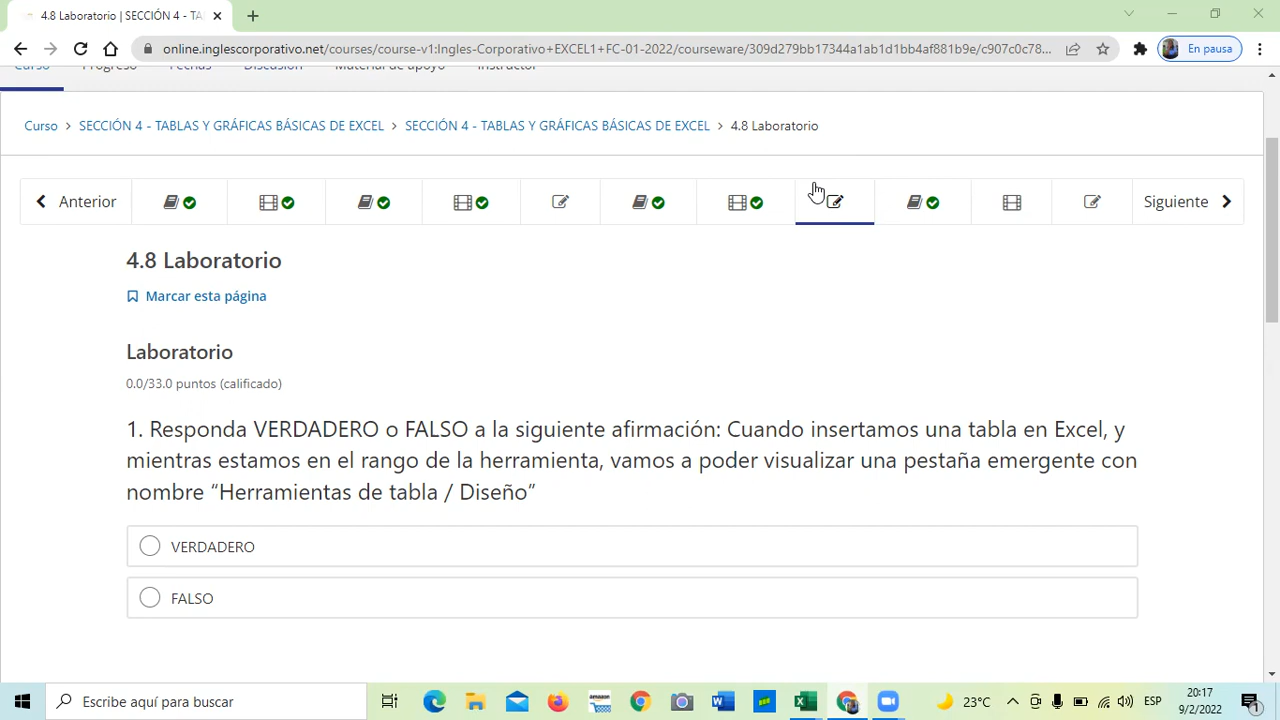 4.8 Laboratorio | SECCIÓN 4 - TA
online.inglescorporativo.net/courses/course-v1:Ingles-Corporativo+EXCEL1+FC-01-2022/courseware/309d279bb17344a1ab1d1bb4af881b9e/c907c0c78...
En pausa
Curso Progreso Fechas Discusión Material de apoyo Instructor
Curso > SECCIÓN 4 - TABLAS Y GRÁFICAS BÁSICAS DE EXCEL > SECCIÓN 4 - TABLAS Y GRÁFICAS BÁSICAS DE EXCEL > 4.8 Laboratorio
Anterior
Siguiente
4.8 Laboratorio
Marcar esta página
Laboratorio
0.0/33.0 puntos (calificado)
1. Responda VERDADERO o FALSO a la siguiente afirmación: Cuando insertamos una tabla en Excel, y
mientras estamos en el rango de la herramienta, vamos a poder visualizar una pestaña emergente con
nombre “Herramientas de tabla / Diseño”
VERDADERO
FALSO
Escribe aquí para buscar
23°C
ESP
20:17
9/2/2022
1